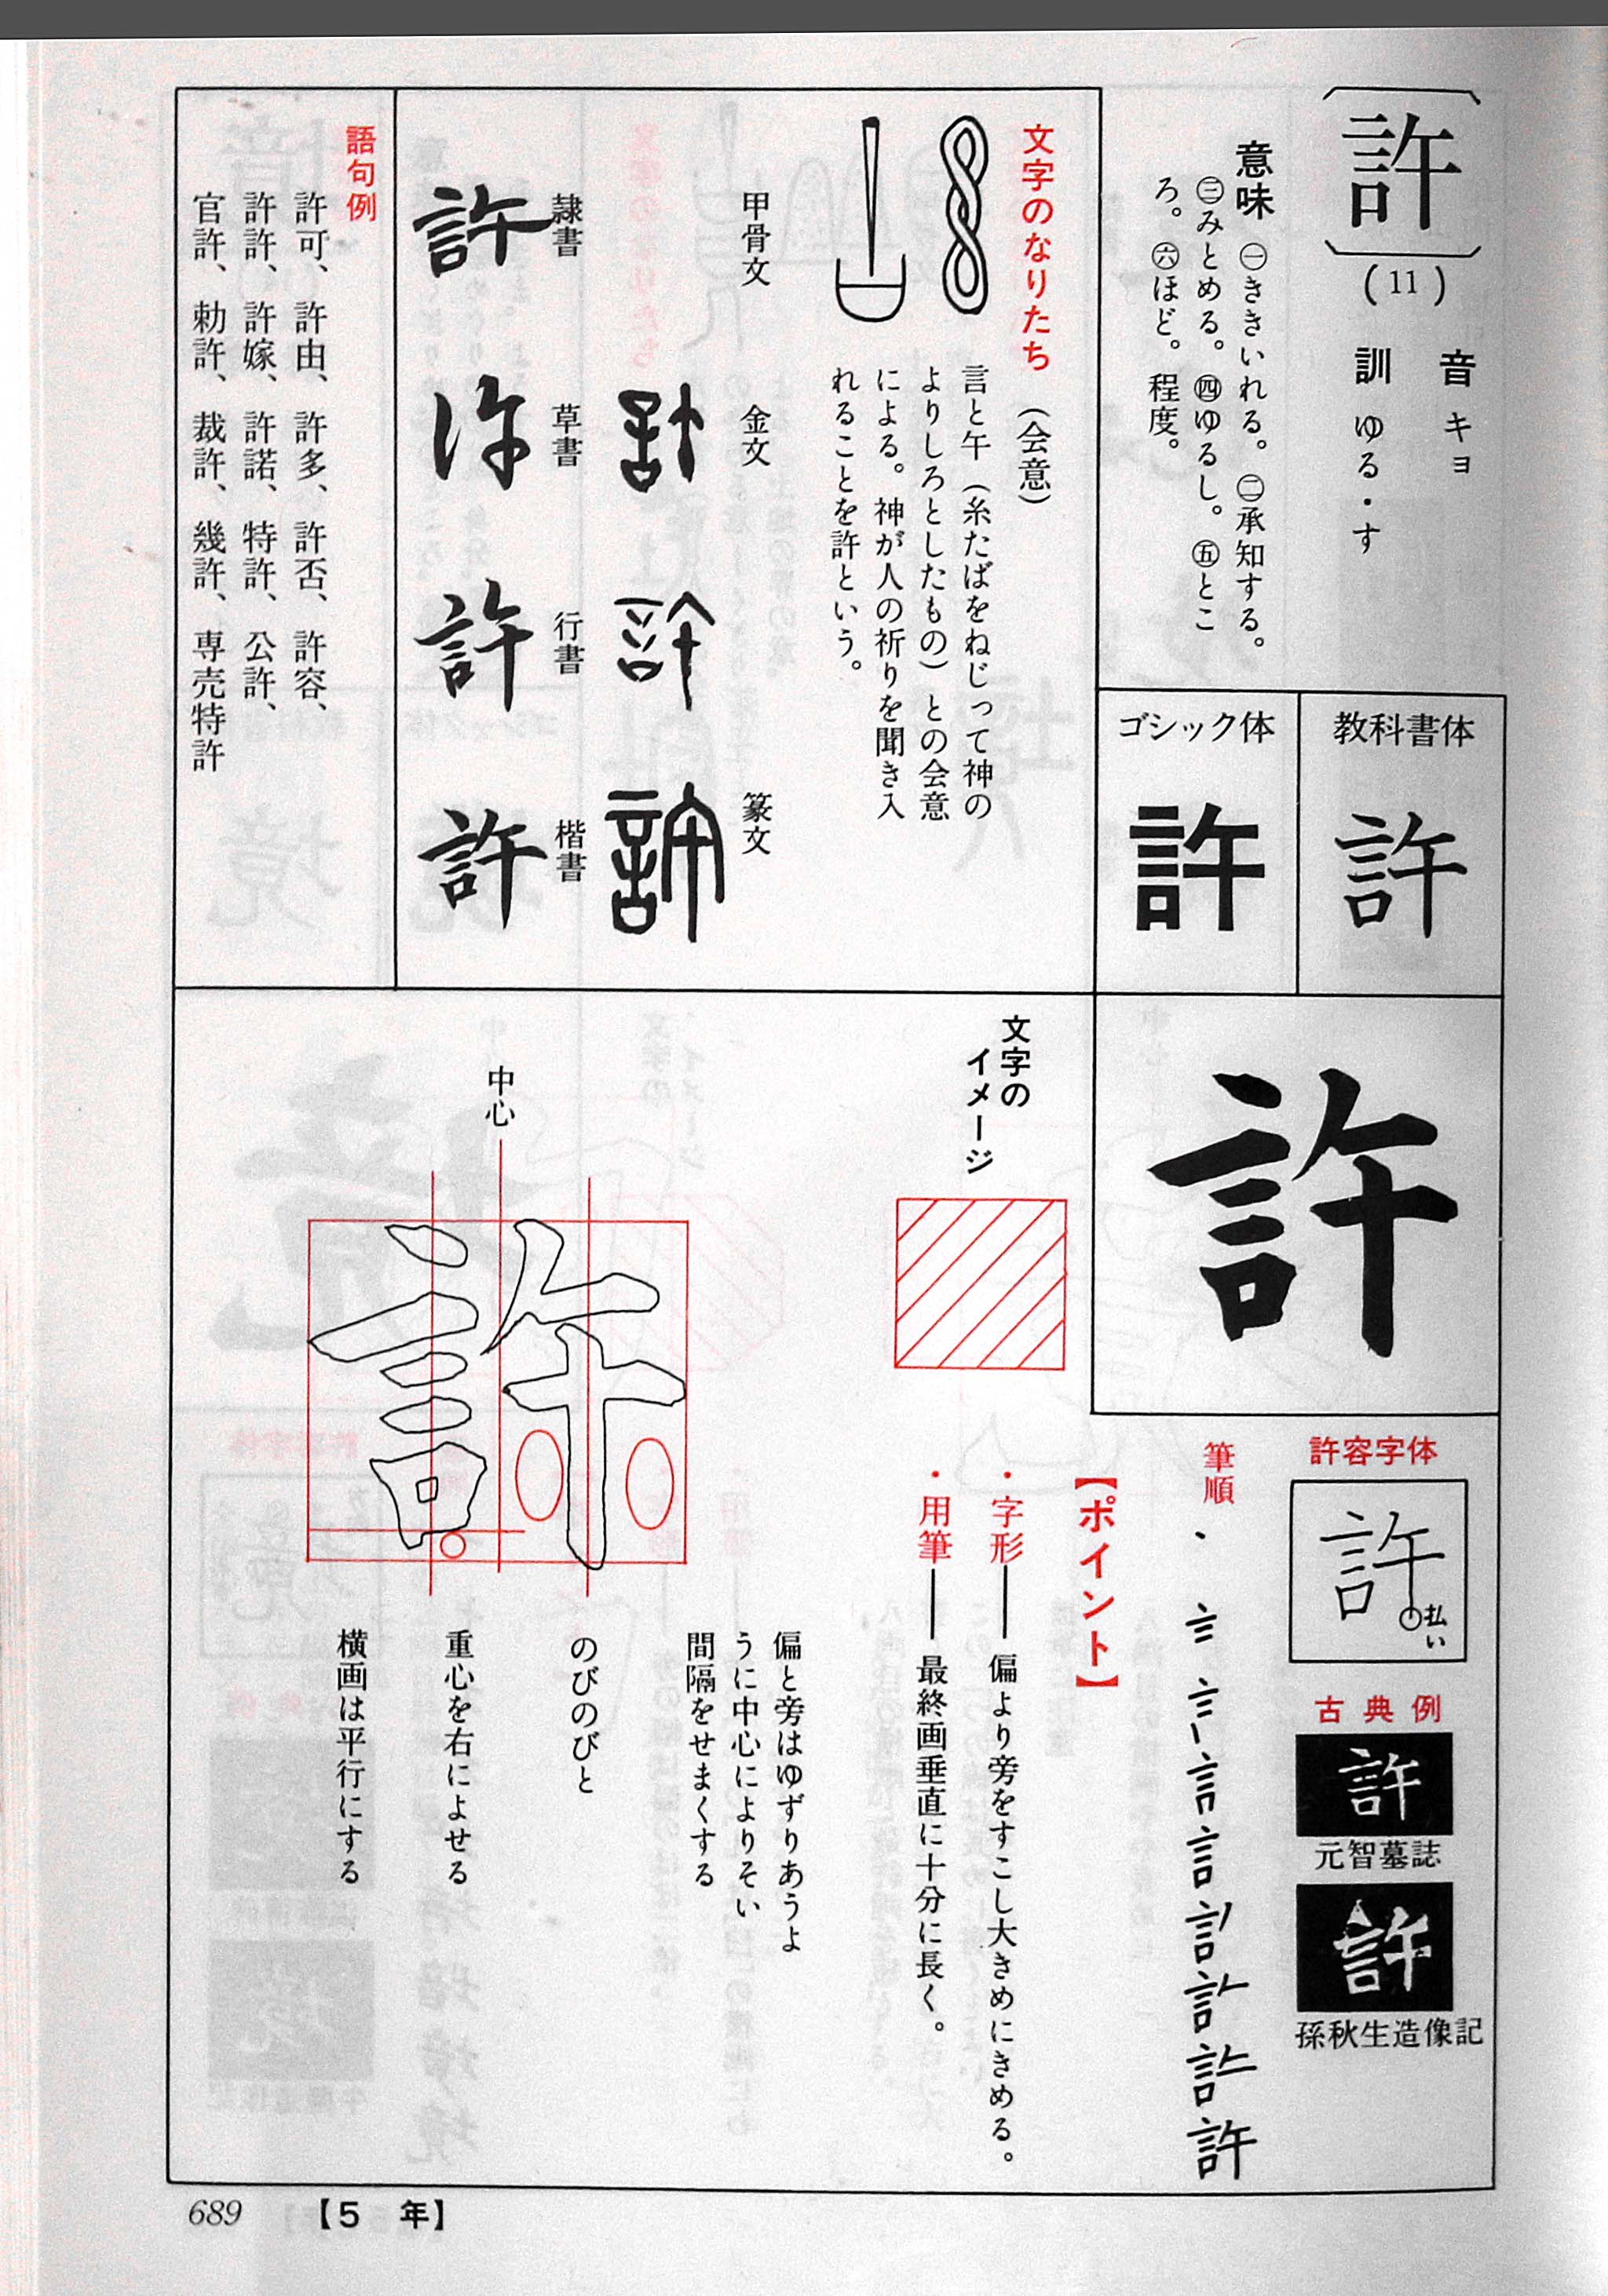 許
(11)
音 キョ
訓 ゆる・す
意味 ㊀ききいれる。㊁承知する。
㊂みとめる。㊃ゆるし。㊄とこ
ろ。㊅ほど。程度。
教科書体
許
ゴシック体
許
文字のなりたち (会意)
言と午(糸たばをねじって神の
よりしろとしたもの)との会意
による。神が人の祈りを聞き入
れることを許という。
甲骨文
金文
篆文
許
許
許
隷書
草書
行書
楷書
許
許
許
許
語句例
許可、許由、許多、許否、許容、
許許、許嫁、許諾、特許、公許、
官許、勅許、裁許、幾許、専売特許
許
許容字体
許
払い
古典例
許
元智墓誌
許
孫秋生造像記
筆順
許
【ポイント】
・字形── 偏より旁をすこし大きめにきめる。
・用筆── 最終画垂直に十分に長く。
文字の
イメージ
中心
許
偏と旁はゆずりあうよ
うに中心によりそい
間隔をせまくする
のびのびと
重心を右によせる
横画は平行にする
689
【5 年】